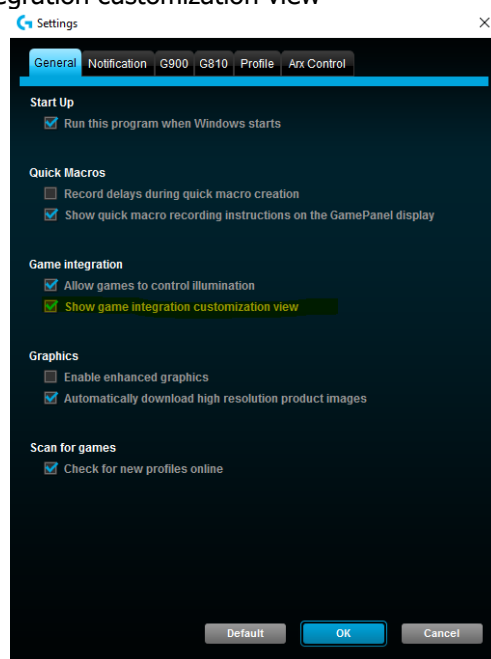 egration customization view
Settings
General Notification G900 G810 Profile Arx Control
Start Up
Run this program when Windows starts
Quick Macros
Record delays during quick macro creation
Show quick macro recording instructions on the GamePanel display
Game integration
Allow games to control illumination
Show game integration customization view
Graphics
Enable enhanced graphics
Automatically download high resolution product images
Scan for games
Check for new profiles online
Default OK Cancel